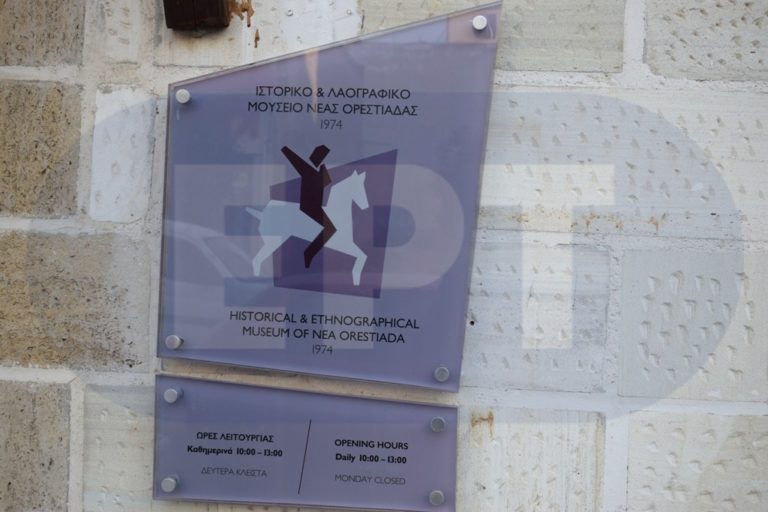 ΙΣΤΟΡΙΚΟ & ΛΑΟΓΡΑΦΙΚΟ
ΜΟΥΣΕΙΟ ΝΕΑΣ ΟΡΕΣΤΙΑΔΑΣ
1974
HISTORICAL & ETHNOGRAPHICAL
MUSEUM OF NEA ORESTIADA
1974
ΩΡΕΣ ΛΕΙΤΟΥΡΓΙΑΣ
Καθημερινά 10:00 – 13:00
ΔΕΥΤΕΡΑ ΚΛΕΙΣΤΑ
OPENING HOURS
Daily 10:00 – 13:00
MONDAY CLOSED
ΕΡΤ